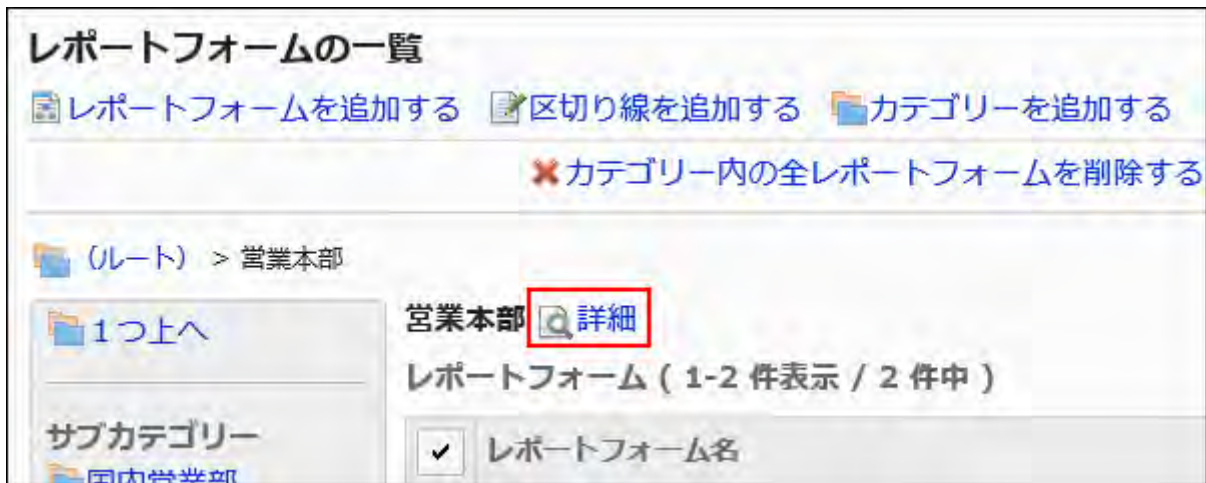 レポートフォームの一覧
レポートフォームを追加する 区切り線を追加する カテゴリーを追加する
カテゴリー内の全レポートフォームを削除する
（ルート） > 営業本部
1つ上へ
営業本部 詳細
レポートフォーム ( 1-2 件表示 / 2 件中 )
サブカテゴリー
レポートフォーム名
国内営業部